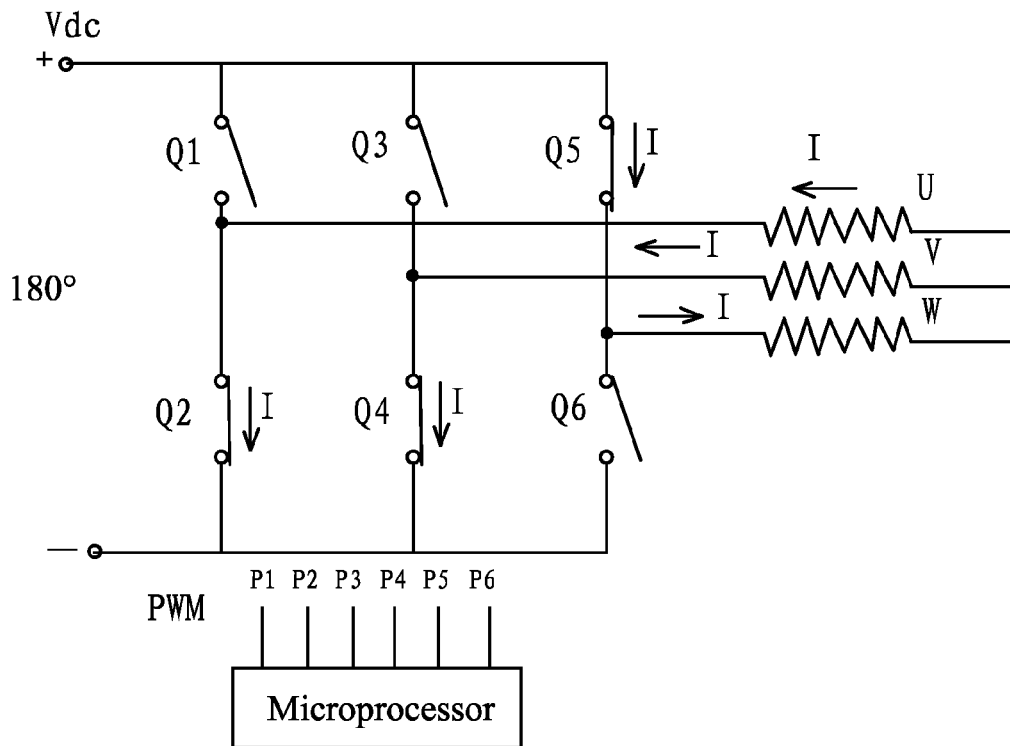 Vdc
+
Q1
Q3
Q5
I
I
U
I
V
180°
I
W
Q2
I
Q4
I
Q6
—
P1 P2 P3 P4 P5 P6
PWM
Microprocessor